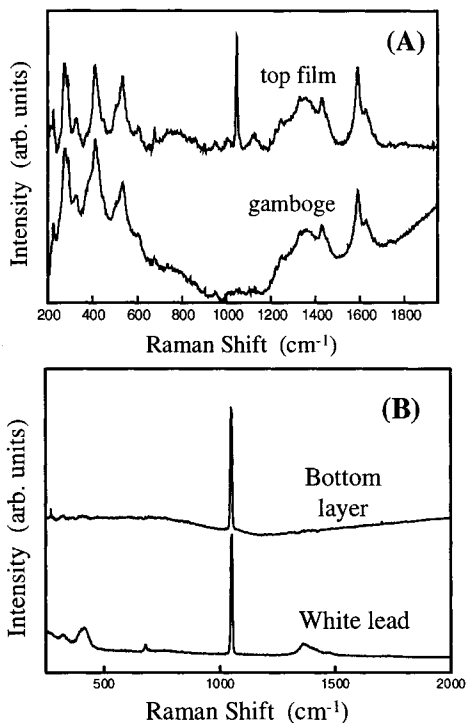 (A)
top film
gamboge
Intensity (arb. units)
200 400 600 800 1000 1200 1400 1600 1800
Raman Shift (cm-1)
(B)
Bottom
layer
White lead
Intensity (arb. units)
500 1000 1500 2000
Raman Shift (cm-1)